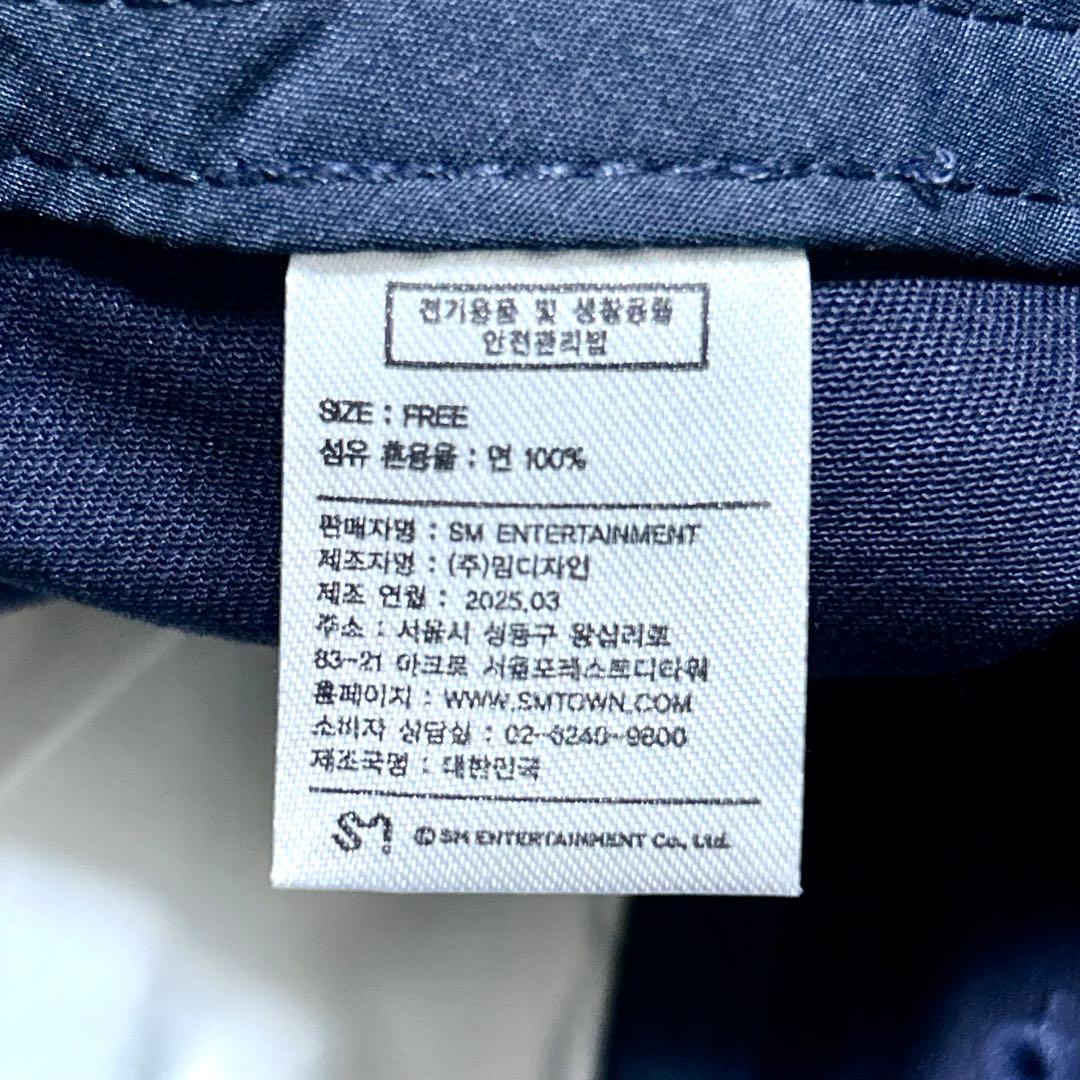 전기용품 및 생활용품
안전관리법
SIZE : FREE
섬유 혼용율 : 면 100%
판매자명 : SM ENTERTAINMENT
제조자명 : (주)밈디자인
제조 연월 : 2025.03
주소 : 서울시 성동구 왕십리로
83-21 아크로 서울포레스트디타워
홈페이지 : WWW.SMTOWN.COM
소비자 상담실 : 02-6240-9800
제조국명 : 대한민국
SM
ⓒ SM ENTERTAINMENT Co., Ltd.